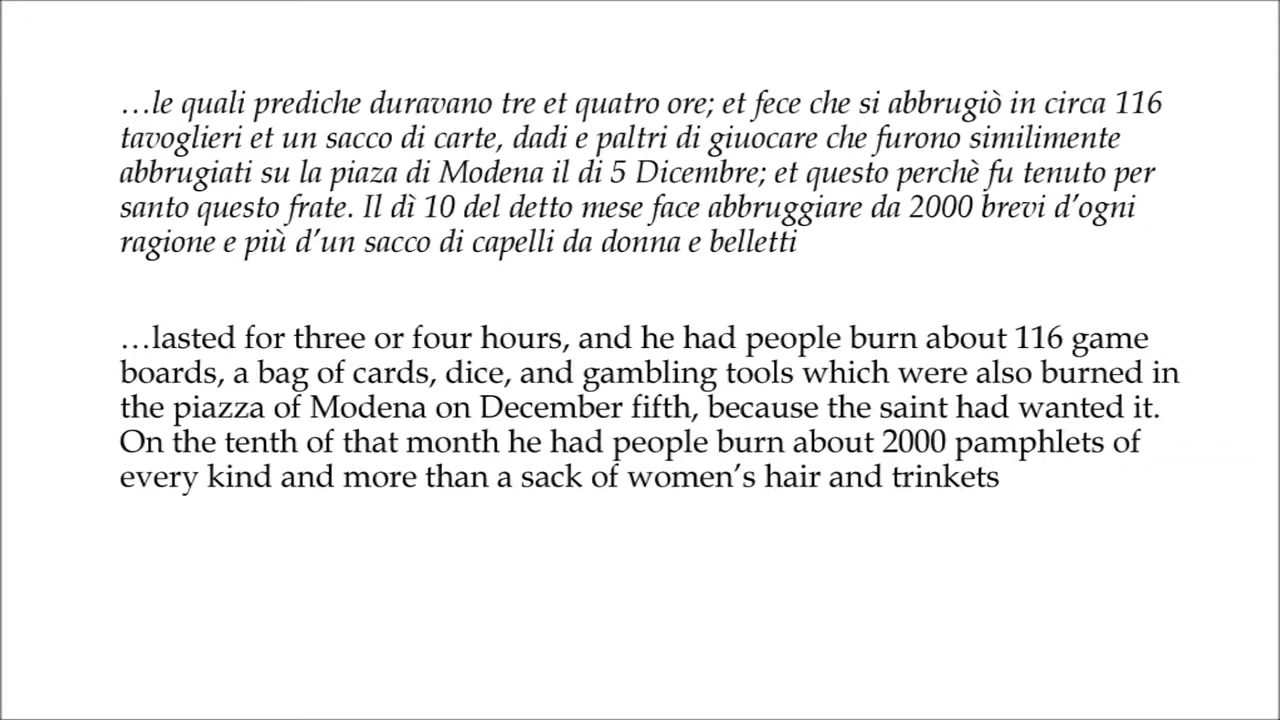 …le quali prediche duravano tre et quatro ore; et fece che si abbrugiò in circa 116
tavoglieri et un sacco di carte, dadi e paltri di giuocare che furono similimente
abbrugiati su la piaza di Modena il di 5 Dicembre; et questo perchè fu tenuto per
santo questo frate. Il dì 10 del detto mese face abbruggiare da 2000 brevi d’ogni
ragione e più d’un sacco di capelli da donna e belletti
…lasted for three or four hours, and he had people burn about 116 game
boards, a bag of cards, dice, and gambling tools which were also burned in
the piazza of Modena on December fifth, because the saint had wanted it.
On the tenth of that month he had people burn about 2000 pamphlets of
every kind and more than a sack of women’s hair and trinkets